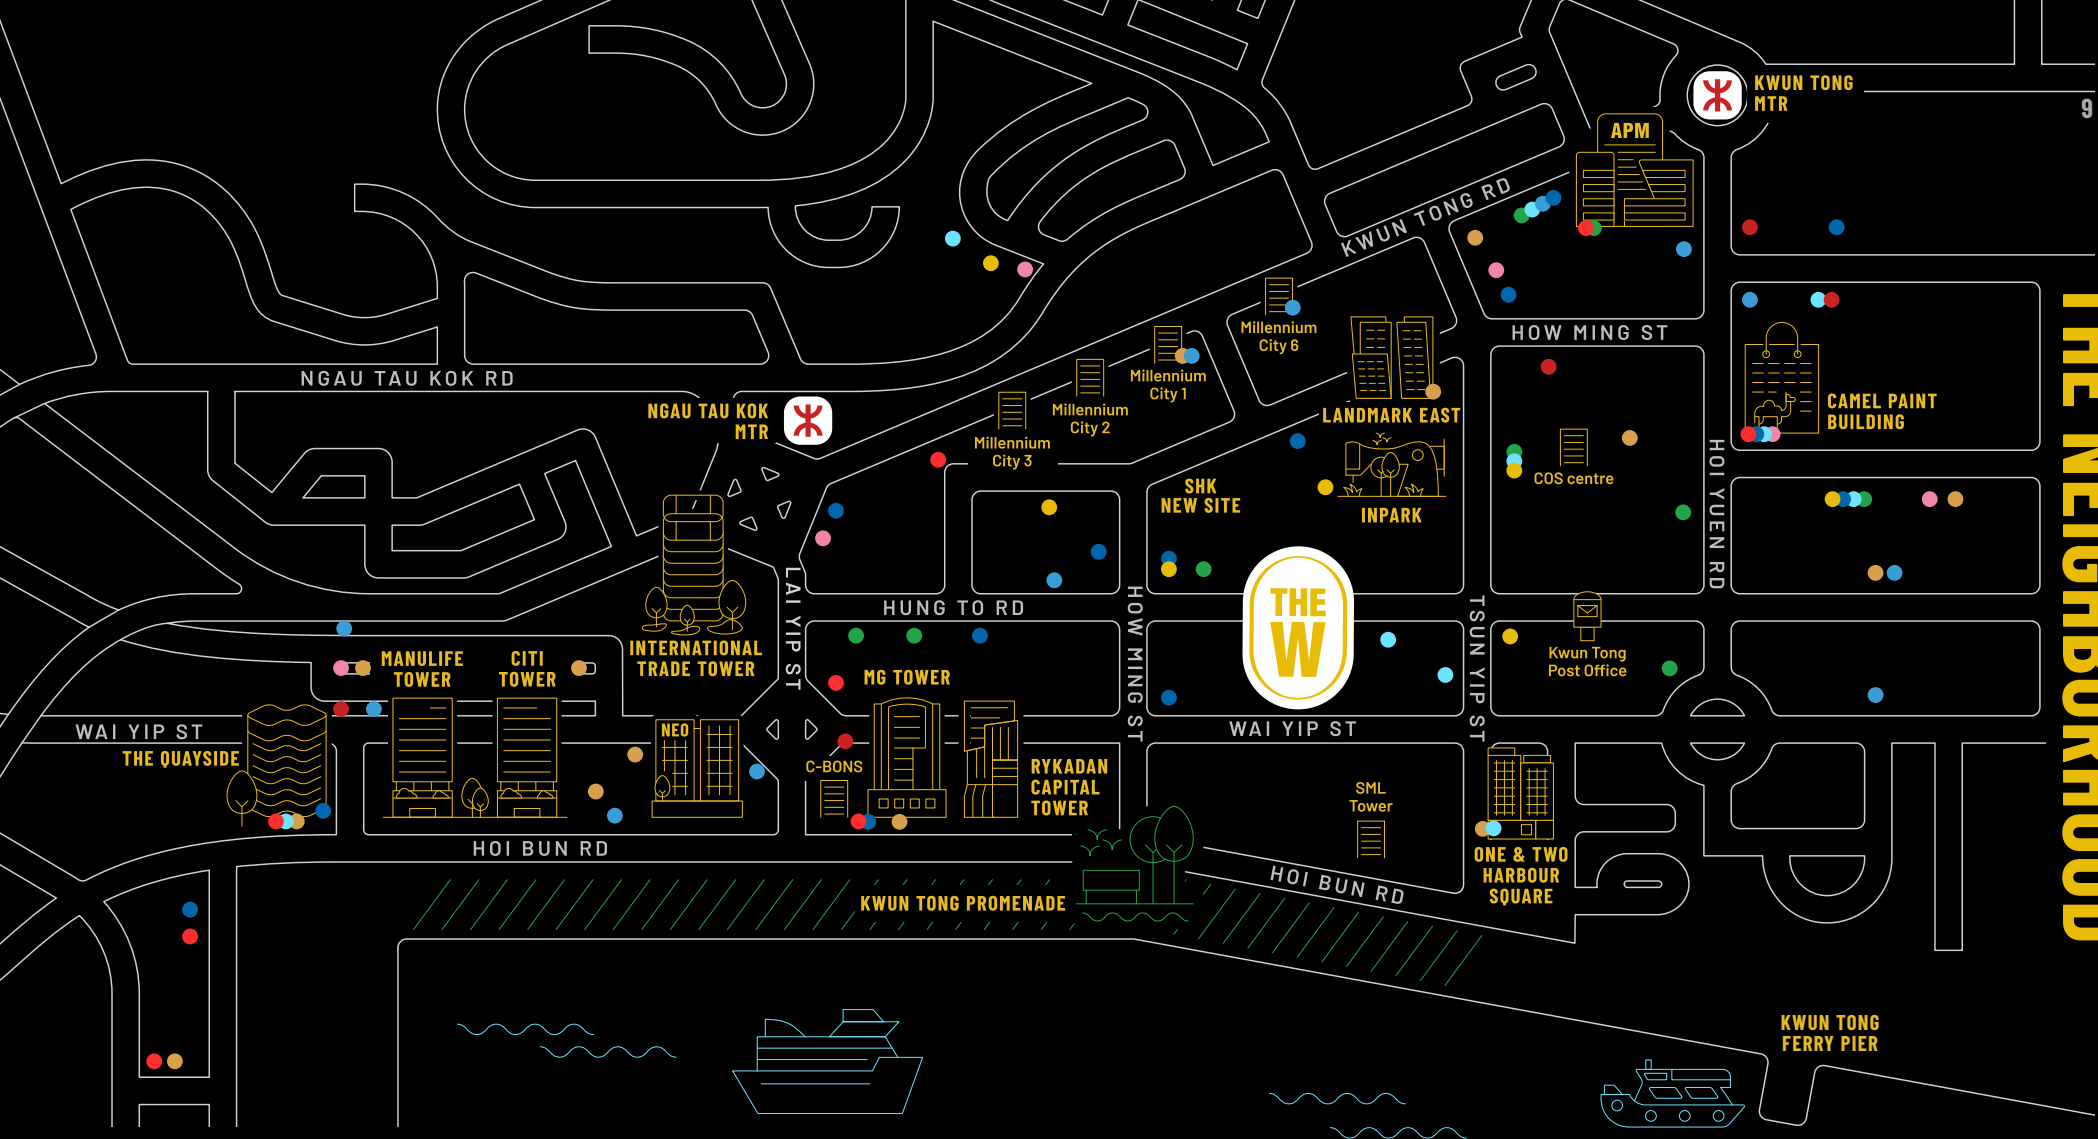 KWUN TONG
MTR
9
APM
KWUN TONG RD
THE NEIGHBOURHOOD
Millennium
City 6
HOW MING ST
NGAU TAU KOK RD
Millennium
City 1
NGAU TAU KOK
MTR
Millennium
City 2
LANDMARK EAST
CAMEL PAINT
BUILDING
Millennium
City 3
COS centre
HOI YUEN RD
SHK
NEW SITE
INPARK
LAI YIP ST
HUNG TO RD
HOW MING ST
THE
W
TSUN YIP ST
INTERNATIONAL
TRADE TOWER
MANULIFE
TOWER
CITI
TOWER
MG TOWER
Kwun Tong
Post Office
WAI YIP ST
NEO
WAI YIP ST
THE QUAYSIDE
C-BONS
RYKADAN
CAPITAL
TOWER
SML
Tower
HOI BUN RD
ONE & TWO
HARBOUR
SQUARE
HOI BUN RD
KWUN TONG PROMENADE
KWUN TONG
FERRY PIER